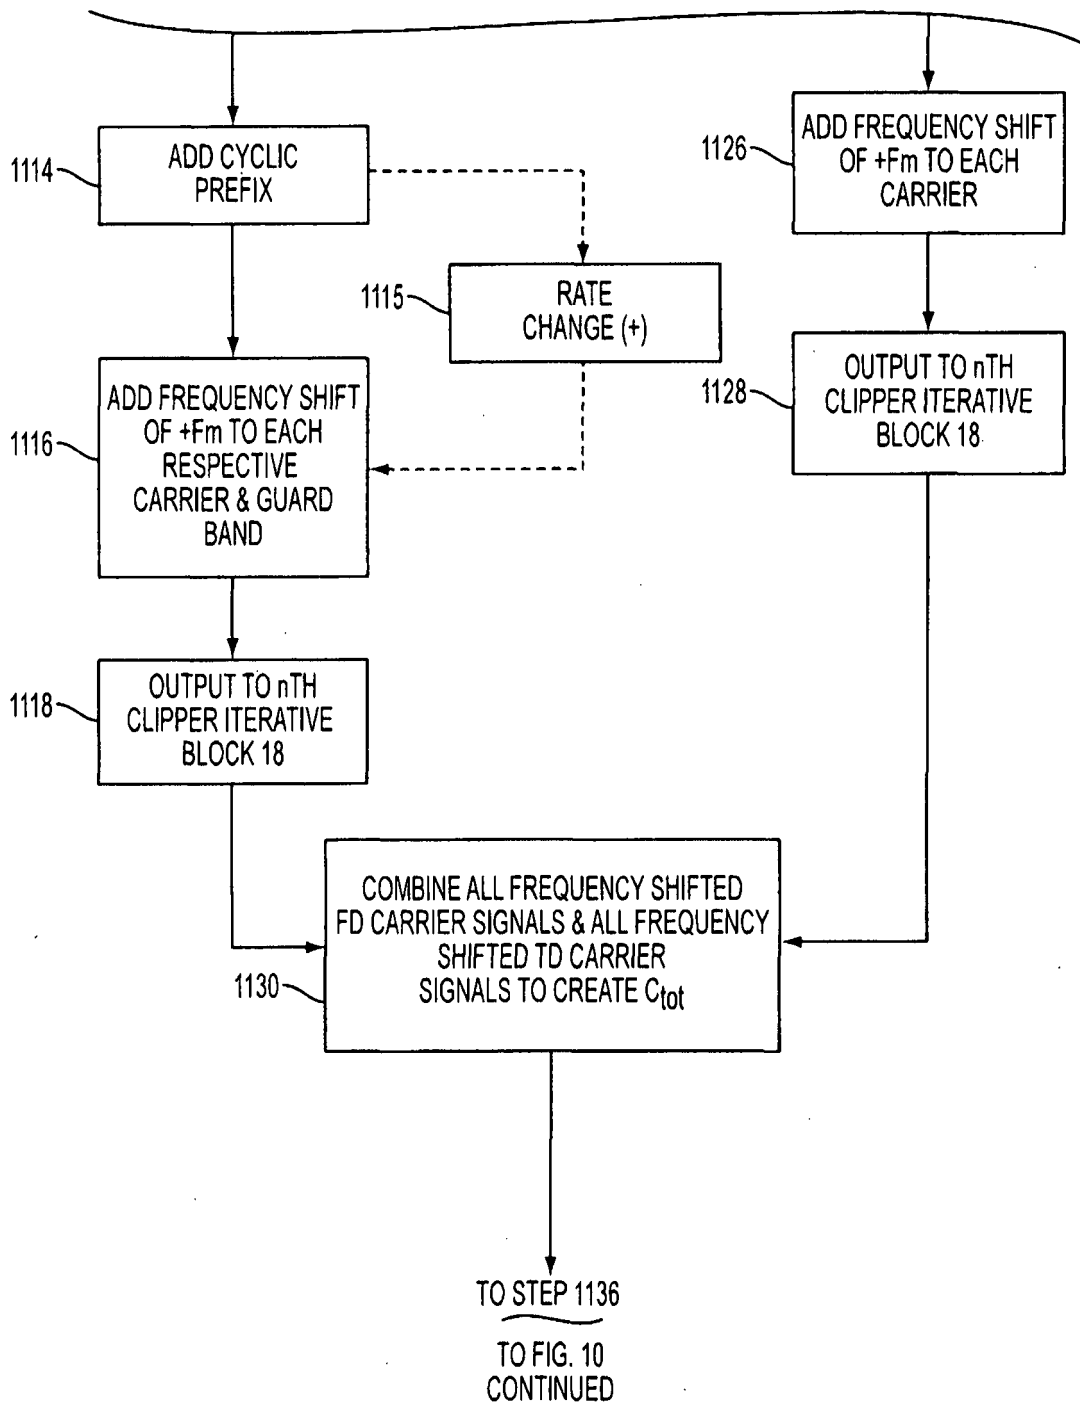 1114
ADD CYCLIC
PREFIX
1126
ADD FREQUENCY SHIFT
OF +Fm TO EACH
CARRIER
1115
RATE
CHANGE (+)
1116
ADD FREQUENCY SHIFT
OF +Fm TO EACH
RESPECTIVE
CARRIER & GUARD
BAND
1128
OUTPUT TO nTH
CLIPPER ITERATIVE
BLOCK 18
1118
OUTPUT TO nTH
CLIPPER ITERATIVE
BLOCK 18
1130
COMBINE ALL FREQUENCY SHIFTED
FD CARRIER SIGNALS & ALL FREQUENCY
SHIFTED TD CARRIER
SIGNALS TO CREATE Ctot
TO STEP 1136
TO FIG. 10
CONTINUED